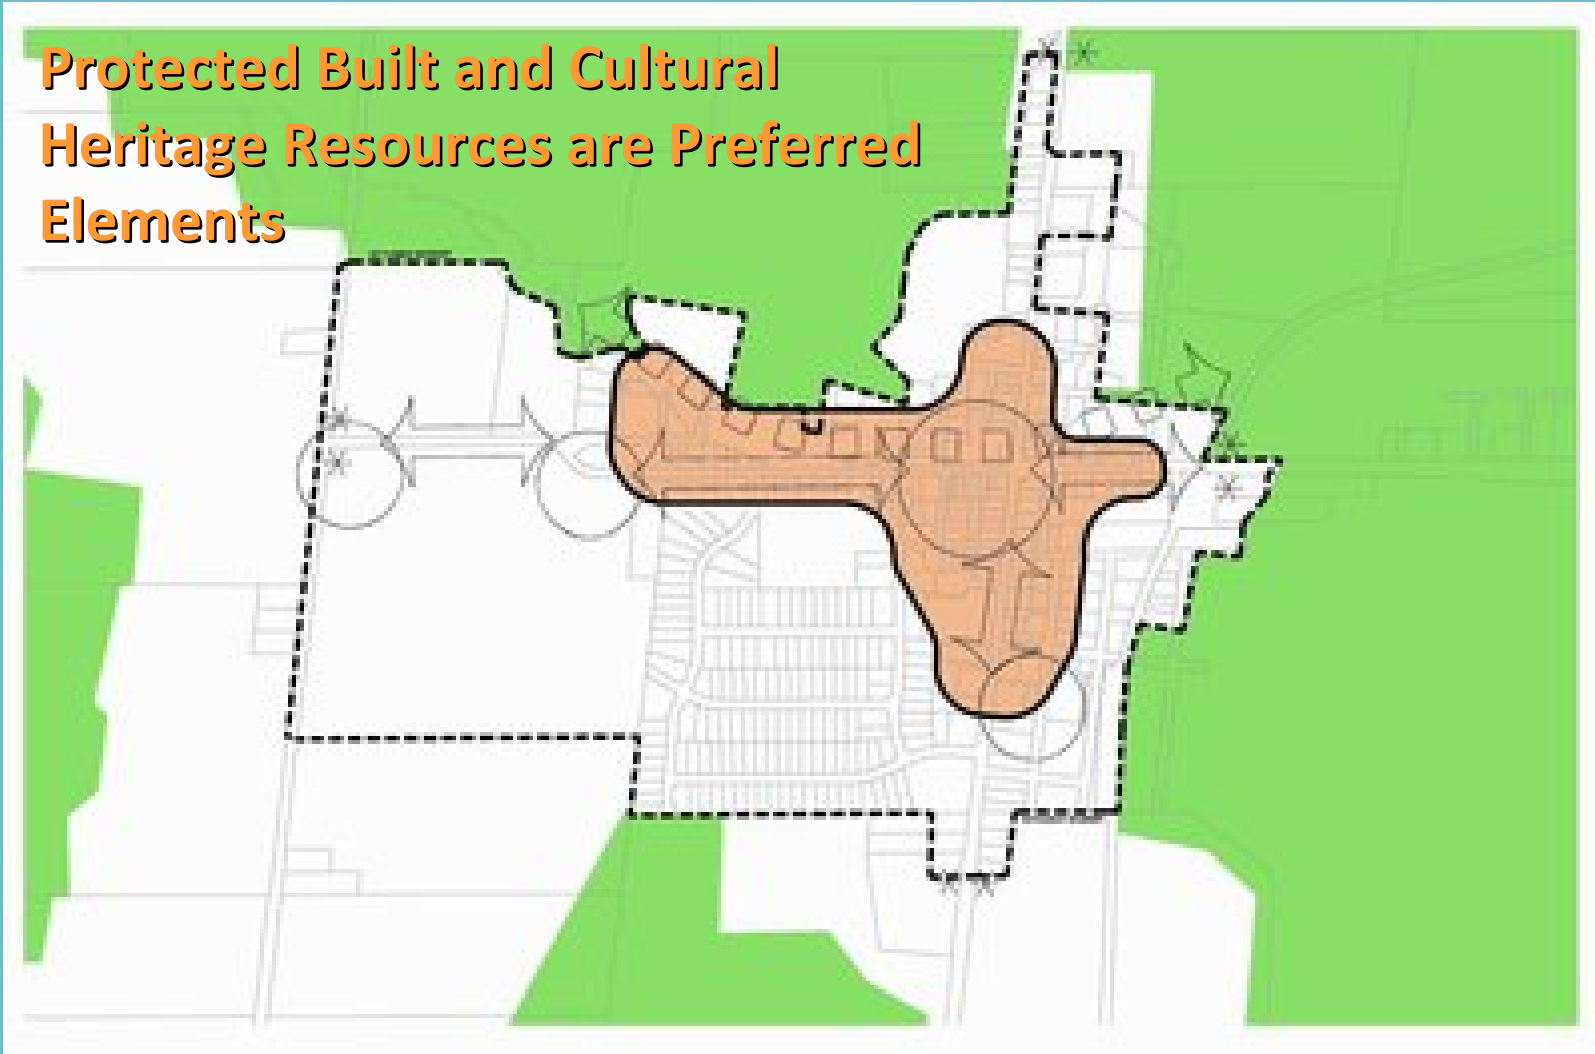 Protected Built and Cultural
Heritage Resources are Preferred
Elements